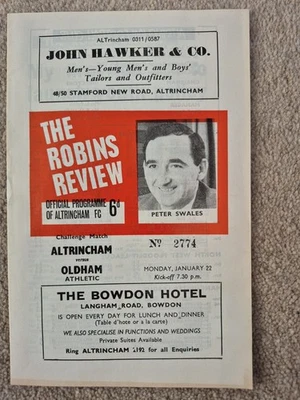 ALTrincham 0311/0587
JOHN HAWKER & CO.
Men's—Young Men's and Boys'
Tailors and Outfitters
48/50 STAMFORD NEW ROAD, ALTRINCHAM
THE
ROBINS
REVIEW
OFFICIAL PROGRAMME
OF ALTRINCHAM FC
6d
PETER SWALES
Challenge Match
ALTRINCHAM
versus
OLDHAM
ATHLETIC
No 2774
MONDAY, JANUARY 22
Kick-off 7.30 p.m.
THE BOWDON HOTEL
LANGHAM ROAD, BOWDON
IS OPEN EVERY DAY FOR LUNCH AND DINNER
(Table d'hote or a la carte)
WE ALSO SPECIALISE IN FUNCTIONS AND WEDDINGS
Private Suites Available
Ring ALTRINCHAM 2192 for all Enquiries